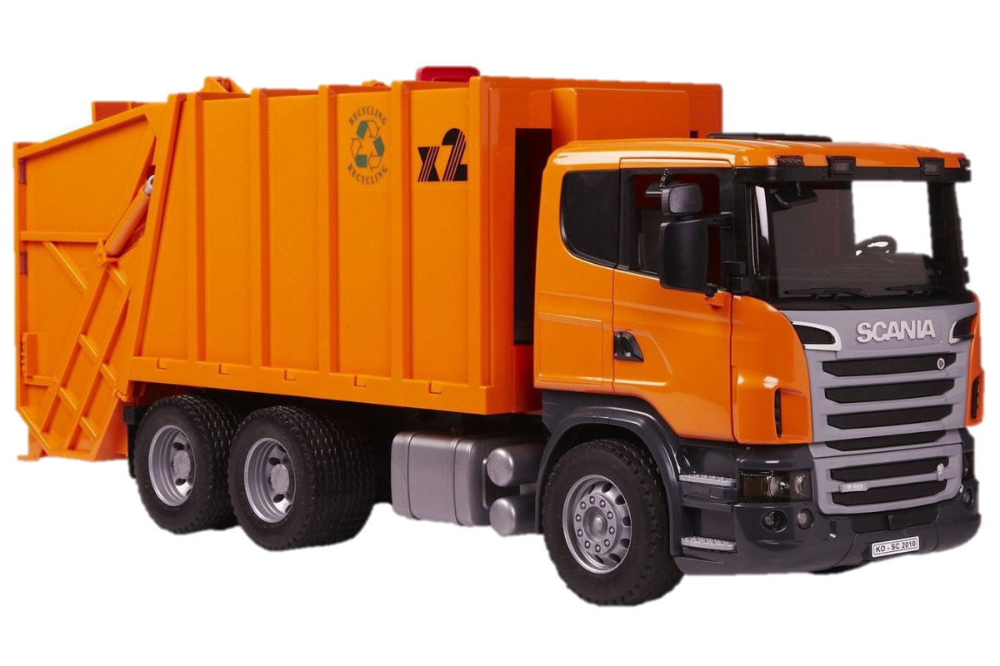 RECYCLING
RECYCLING
x2
SCANIA
KO - SC 2010